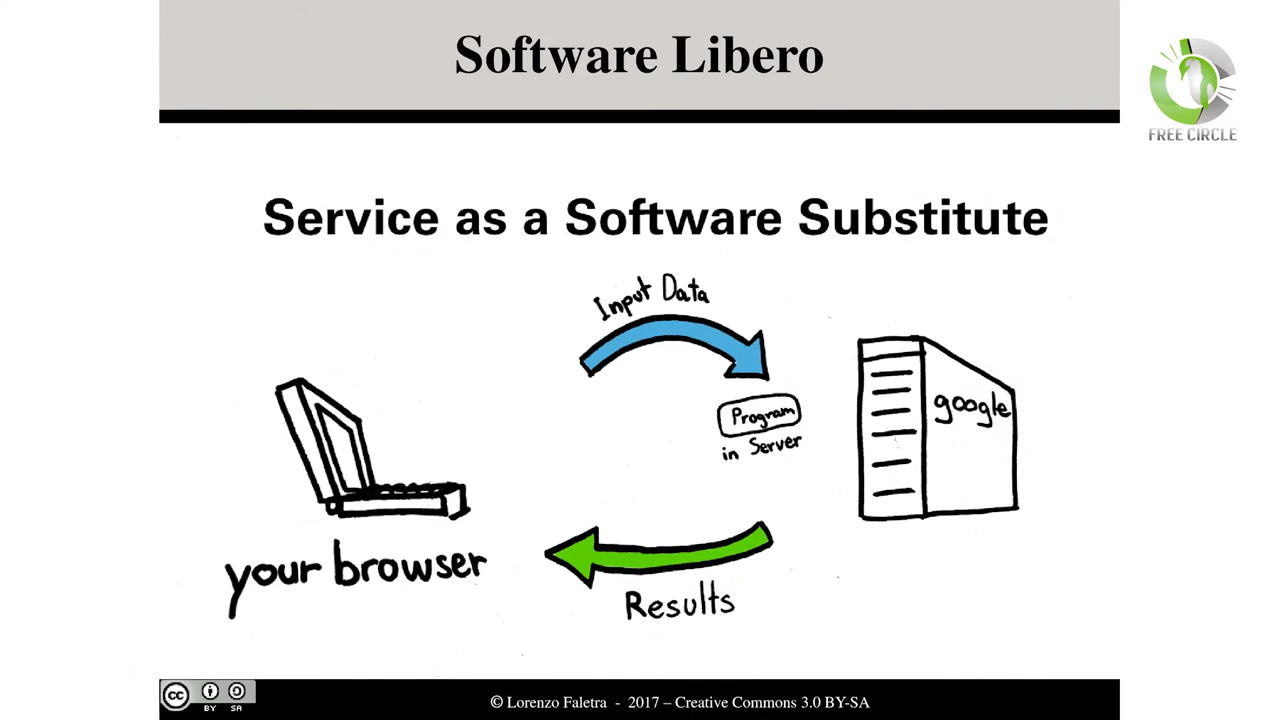 Software Libero
FREE CIRCLE
Service as a Software Substitute
Input Data
Program
in Server
google
your browser
Results
cc
BY SA
© Lorenzo Faletra - 2017 – Creative Commons 3.0 BY-SA